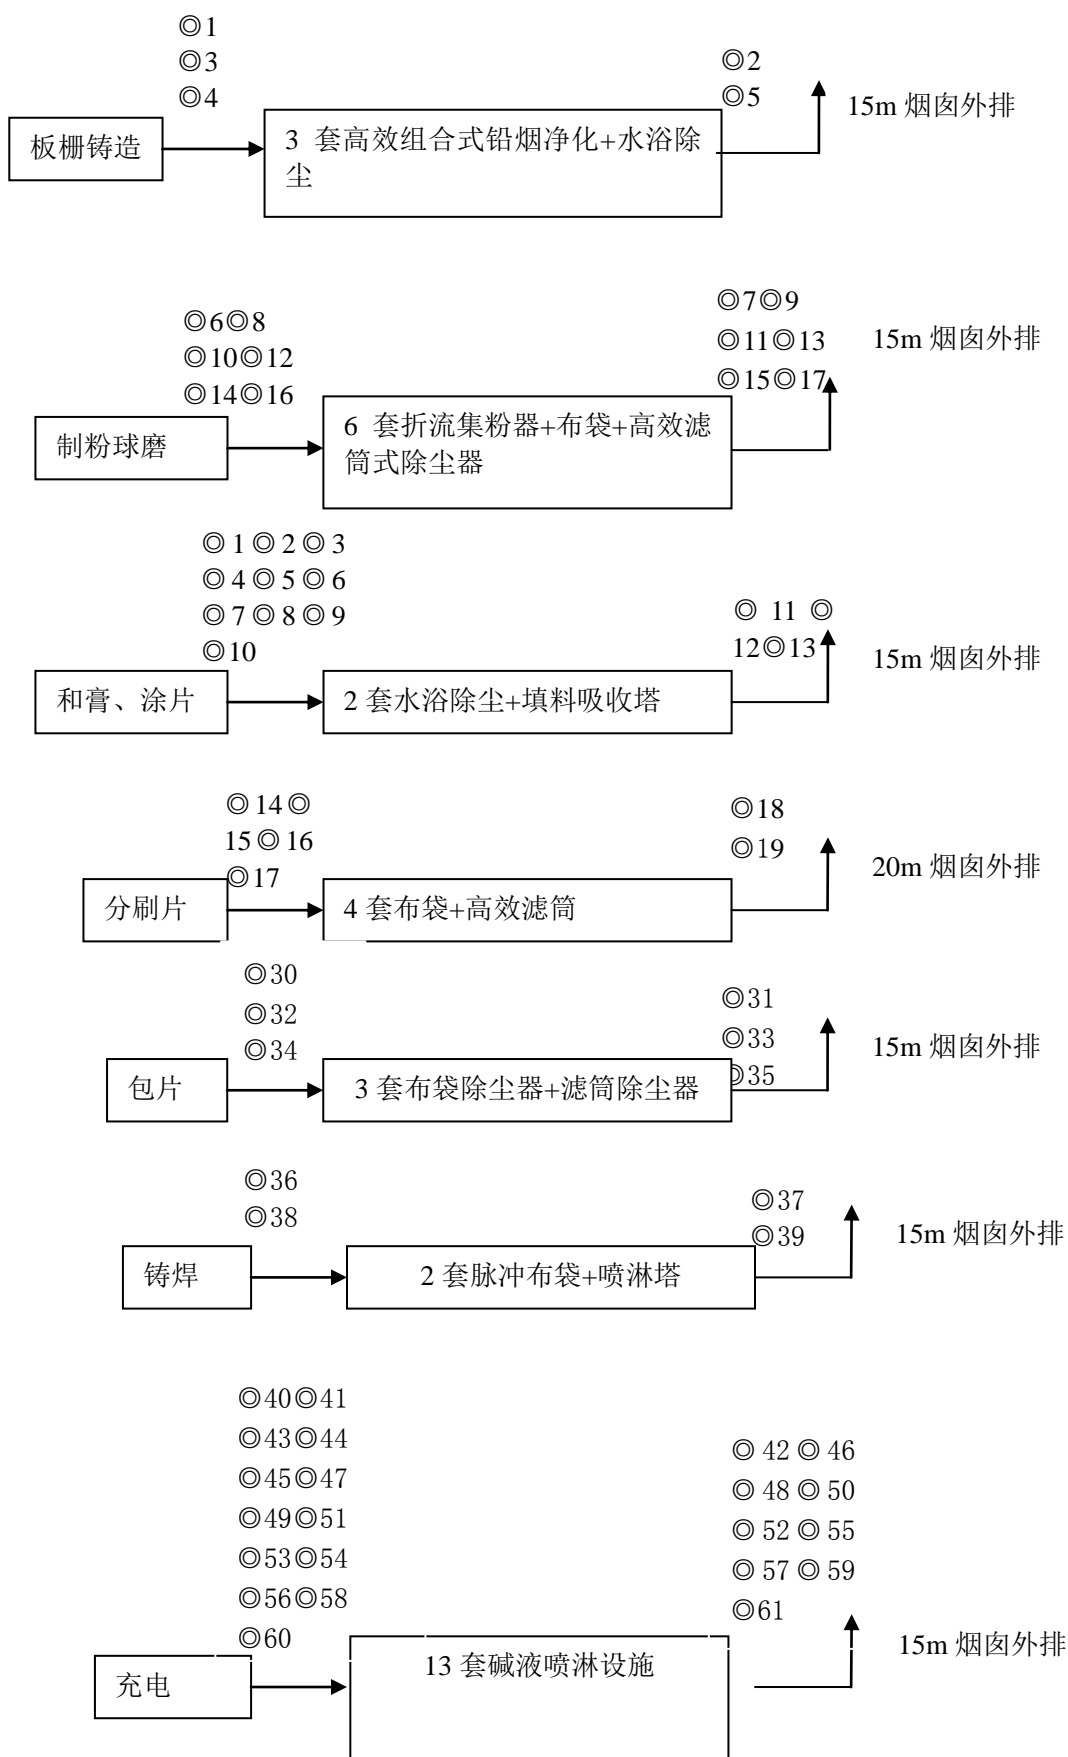 ◎1
◎3
◎4
◎2
◎5
15m 烟囱外排
板栅铸造
3 套高效组合式铅烟净化+水浴除
尘
◎6◎8
◎10◎12
◎14◎16
◎7◎9
◎11◎13
◎15◎17
15m 烟囱外排
制粉球磨
6 套折流集粉器+布袋+高效滤
筒式除尘器
◎1◎2◎3
◎4◎5◎6
◎7◎8◎9
◎10
◎ 11 ◎
12◎13
15m 烟囱外排
和膏、涂片
2 套水浴除尘+填料吸收塔
◎14◎
15◎16
◎17
◎18
◎19
20m 烟囱外排
分刷片
4 套布袋+高效滤筒
◎30
◎32
◎34
◎31
◎33
◎35
15m 烟囱外排
包片
3 套布袋除尘器+滤筒除尘器
◎36
◎38
◎37
◎39
15m 烟囱外排
铸焊
2 套脉冲布袋+喷淋塔
◎40◎41
◎43◎44
◎45◎47
◎49◎51
◎53◎54
◎56◎58
◎60
◎42◎46
◎48◎50
◎52◎55
◎57◎59
◎61
15m 烟囱外排
充电
13 套碱液喷淋设施